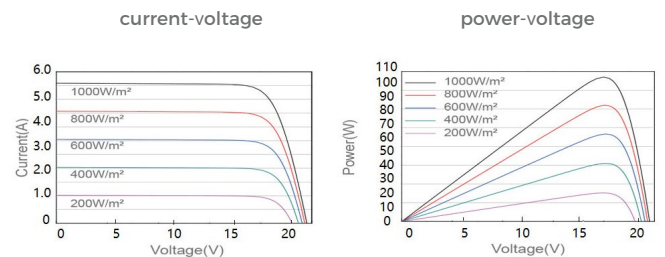 current-voltage
power-voltage
6.0
5.0
4.0
3.0
2.0
1.0
0
Current(A)
1000W/m²
800W/m²
600W/m²
400W/m²
200W/m²
0 5 10 15 20
Voltage(V)
110
100
90
80
70
60
50
40
30
20
10
0
Power(W)
1000W/m²
800W/m²
600W/m²
400W/m²
200W/m²
0 5 10 15 20
Voltage(V)